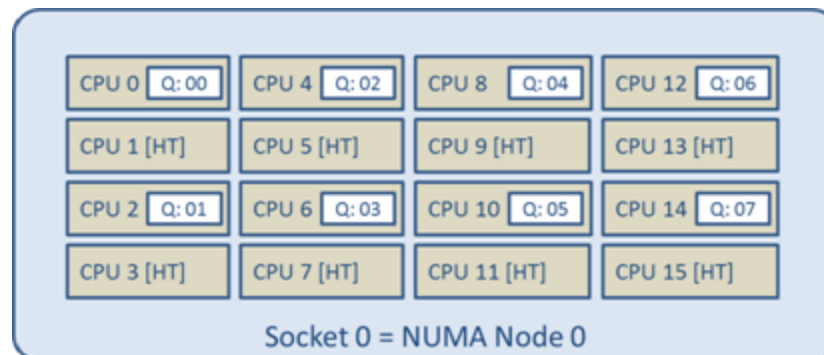 CPU 0 Q: 00 CPU 4 Q: 02 CPU 8 Q: 04 CPU 12 Q: 06
CPU 1 [HT] CPU 5 [HT] CPU 9 [HT] CPU 13 [HT]
CPU 2 Q: 01 CPU 6 Q: 03 CPU 10 Q: 05 CPU 14 Q: 07
CPU 3 [HT] CPU 7 [HT] CPU 11 [HT] CPU 15 [HT]
Socket 0 = NUMA Node 0